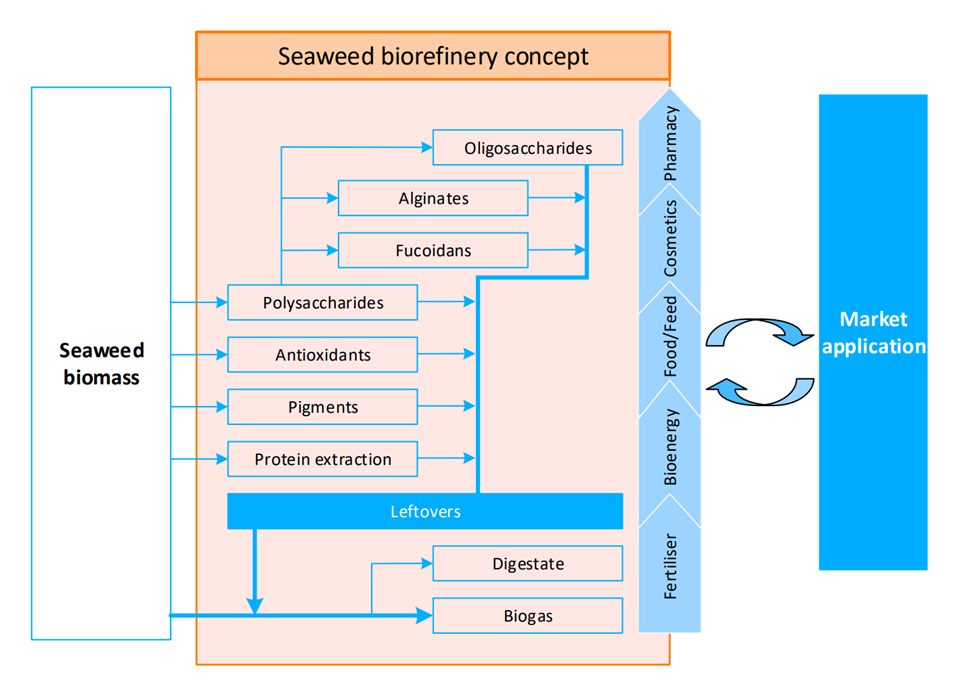 Seaweed biorefinery concept
Seaweed
biomass
Oligosaccharides
Alginates
Fucoidans
Polysaccharides
Antioxidants
Pigments
Protein extraction
Leftovers
Digestate
Biogas
Pharmacy
Cosmetics
Food/Feed
Bioenergy
Fertiliser
Market
application